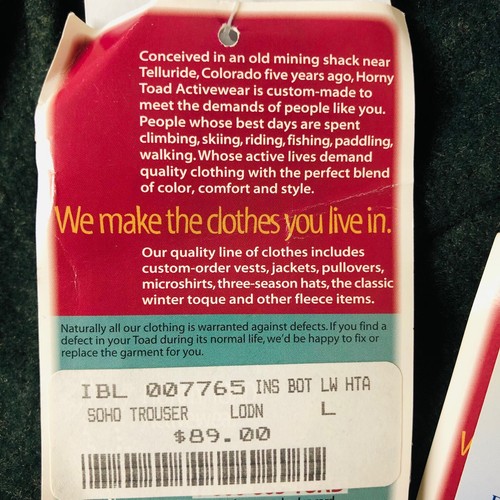 Conceived in an old mining shack near
Telluride, Colorado five years ago, Horny
Toad Activewear is custom-made to
meet the demands of people like you.
People whose best days are spent
climbing, skiing, riding, fishing, paddling,
walking. Whose active lives demand
quality clothing with the perfect blend
of color, comfort and style.
We make the clothes you live in.
Our quality line of clothes includes
custom-order vests, jackets, pullovers,
microshirts, three-season hats, the classic
winter toque and other fleece items.
Naturally all our clothing is warranted against defects. If you find a
defect in your Toad during its normal life, we'd be happy to fix or
replace the garment for you.
IBL 007765 INS BOT LW HTA
SOHO TROUSER LODN L
$89.00